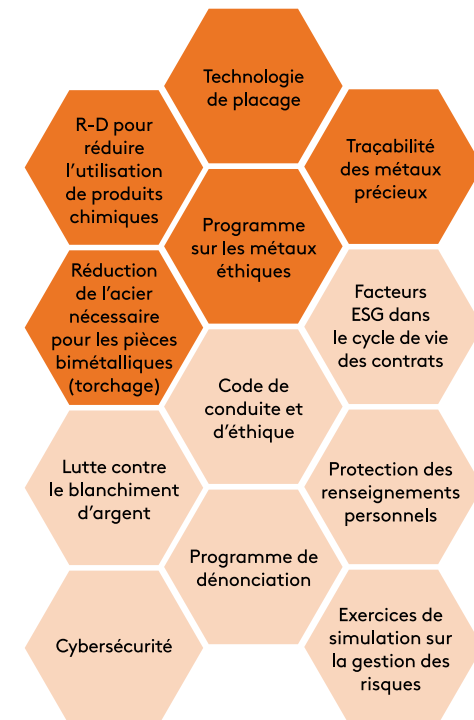 Technologie
de placage
R-D pour
réduire
l’utilisation
de produits
chimiques
Traçabilité
des métaux
précieux
Programme
sur les métaux
éthiques
Réduction
de l’acier
nécessaire
pour les pièces
bimétalliques
(torchage)
Facteurs
ESG dans
le cycle de vie
des contrats
Code de
conduite et
d’éthique
Lutte contre
le blanchiment
d’argent
Protection des
renseignements
personnels
Programme de
dénonciation
Cybersécurité
Exercices de
simulation sur
la gestion des
risques